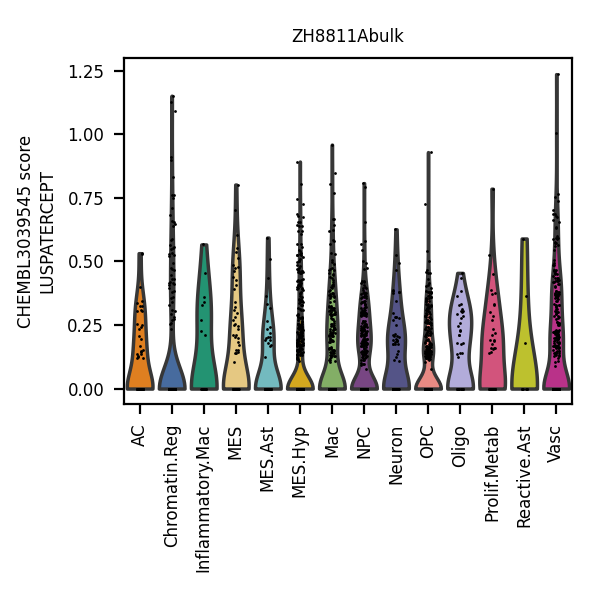 ZH8811Abulk
CHEMBL3039545 score
LUSPATERCEPT
1.25
1.00
0.75
0.50
0.25
0.00
AC
Chromatin.Reg
Inflammatory.Mac
MES
MES.Ast
MES.Hyp
Mac
NPC
Neuron
OPC
Oligo
Prolif.Metab
Reactive.Ast
Vasc